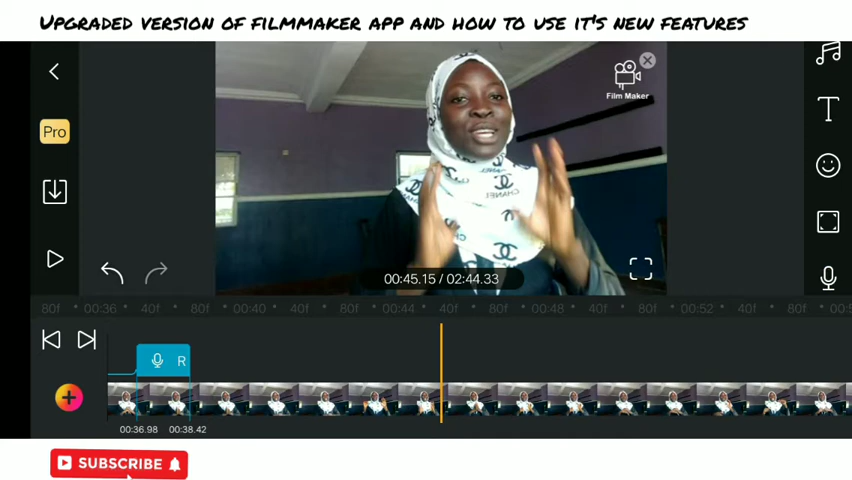 UPGRADED VERSION OF FILMMAKER APP AND HOW TO USE IT'S NEW FEATURES
Pro
Film Maker
T
CHANEL
00:45.15 / 02:44.33
80f 00:36 40f 80f 00:40 40f 80f 00:44 40f 80f 00:48 40f 80f 00:52 40f 80f
R
00:36.98 00:38.42
SUBSCRIBE